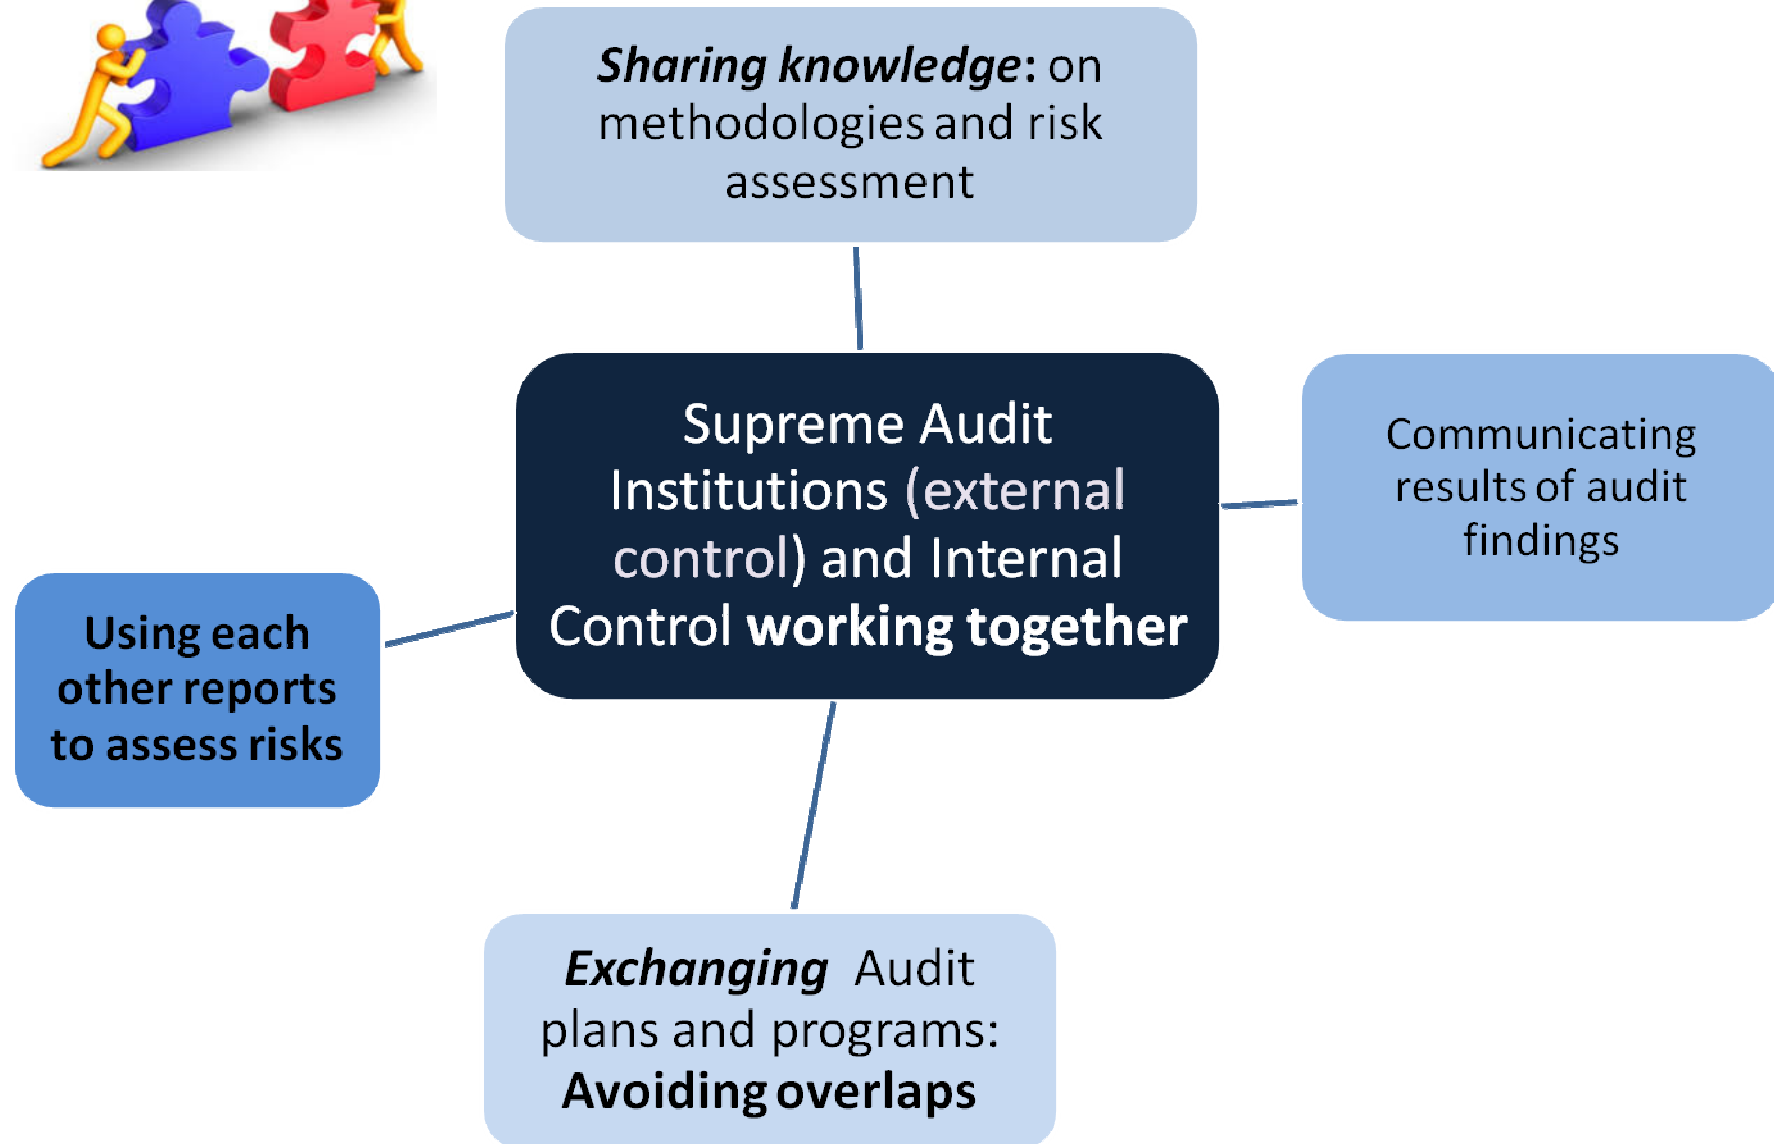 Sharing knowledge: on
methodologies and risk
assessment
Supreme Audit
Institutions (external
control) and Internal
Control working together
Communicating
results of audit
findings
Using each
other reports
to assess risks
Exchanging Audit
plans and programs:
Avoiding overlaps